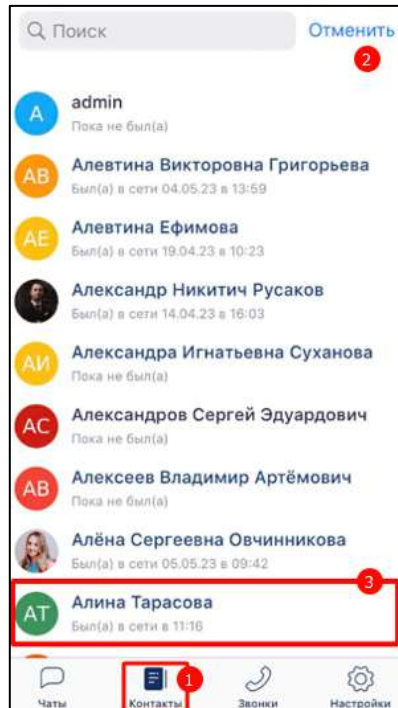 Поиск
Отменить
2
A
admin
Пока не был(а)
АВ
Алевтина Викторовна Григорьева
Был(а) в сети 04.05.23 в 13:59
АЕ
Алевтина Ефимова
Был(а) в сети 19.04.23 в 10:23
Александр Никитич Русаков
Был(а) в сети 14.04.23 в 16:03
АИ
Александра Игнатьевна Суханова
Пока не был(а)
АС
Александров Сергей Эдуардович
Пока не был(а)
АВ
Алексеев Владимир Артёмович
Пока не был(а)
Алёна Сергеевна Овчинникова
Был(а) в сети 05.05.23 в 09:42
3
АТ
Алина Тарасова
Был(а) в сети в 11:16
1
Чаты Контакты Звонки Настройки